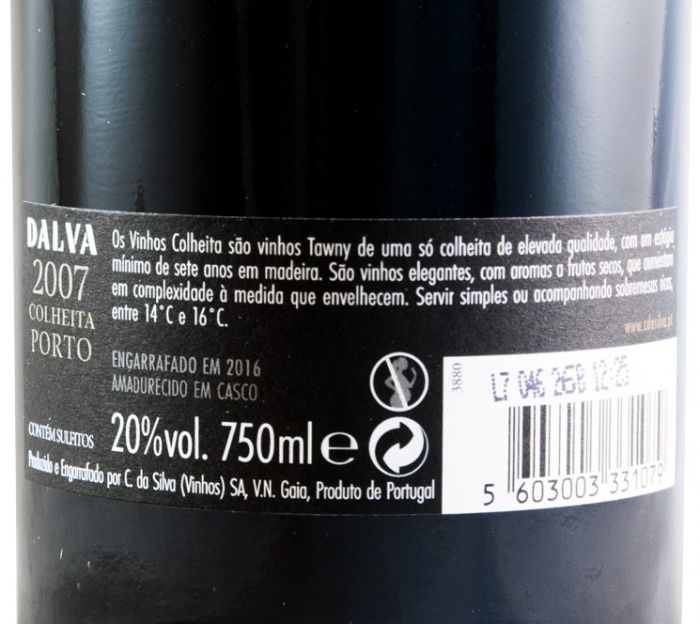 DALVA
2007
COLHEITA
PORTO
Os Vinhos Colheita são vinhos Tawny de uma só colheita de elevada qualidade, com um estágio
mínimo de sete anos em madeira. São vinhos elegantes, com aromas a frutos secos, que aumentam
em complexidade à medida que envelhecem. Servir simples ou acompanhando sobremesas ricas,
entre 14°C e 16°C.
www.cdasilva.pt
ENGARRAFADO EM 2016
AMADURECIDO EM CASCO
CONTÉM SULFITOS
20%vol. 750ml e
Produzido e Engarrafado por C. da Silva (Vinhos) SA, V.N. Gaia, Produto de Portugal
3880
L7 046
5 603003 331079